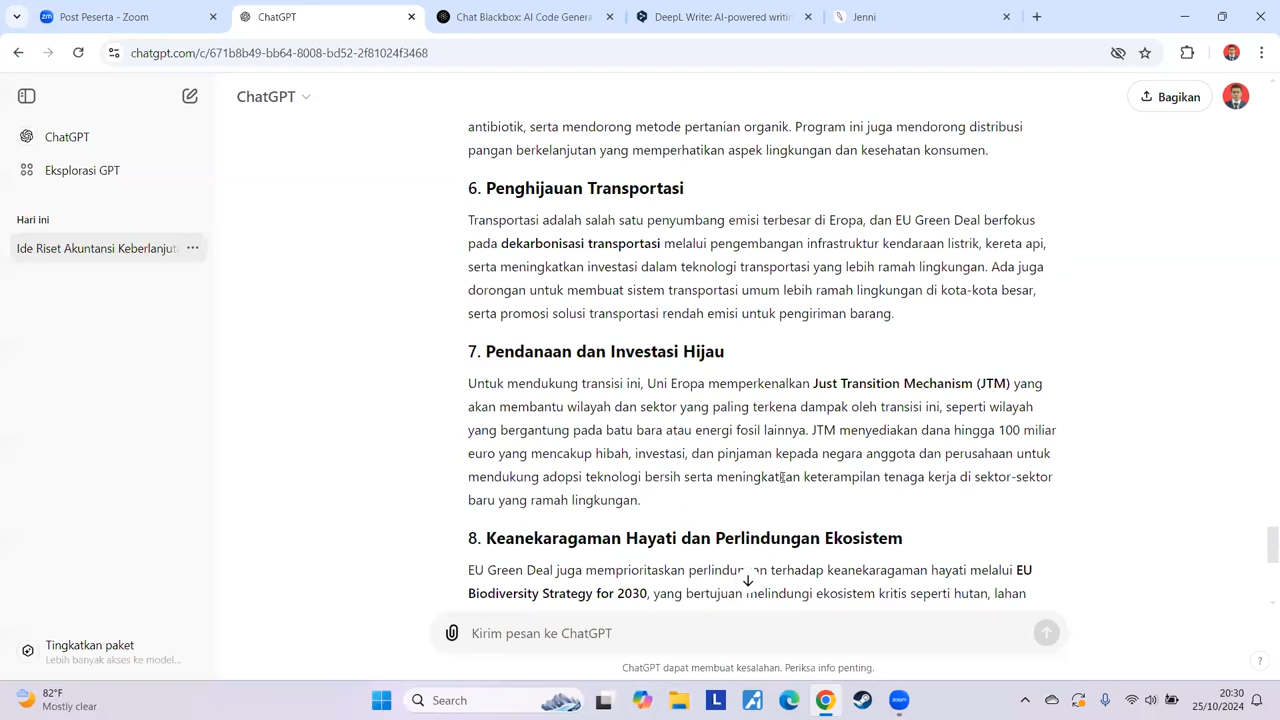 Post Peserta - Zoom
ChatGPT
Chat Blackbox: AI Code Genera
DeepL Write: AI-powered writin
Jenni
chatgpt.com/c/671b8b49-bb64-8008-bd52-2f81024f3468
ChatGPT
Bagikan
ChatGPT
Eksplorasi GPT
Hari ini
Ide Riset Akuntansi Keberlanjut
antibiotik, serta mendorong metode pertanian organik. Program ini juga mendorong distribusi
pangan berkelanjutan yang memperhatikan aspek lingkungan dan kesehatan konsumen.
6. Penghijauan Transportasi
Transportasi adalah salah satu penyumbang emisi terbesar di Eropa, dan EU Green Deal berfokus
pada dekarbonisasi transportasi melalui pengembangan infrastruktur kendaraan listrik, kereta api,
serta meningkatkan investasi dalam teknologi transportasi yang lebih ramah lingkungan. Ada juga
dorongan untuk membuat sistem transportasi umum lebih ramah lingkungan di kota-kota besar,
serta promosi solusi transportasi rendah emisi untuk pengiriman barang.
7. Pendanaan dan Investasi Hijau
Untuk mendukung transisi ini, Uni Eropa memperkenalkan Just Transition Mechanism (JTM) yang
akan membantu wilayah dan sektor yang paling terkena dampak oleh transisi ini, seperti wilayah
yang bergantung pada batu bara atau energi fosil lainnya. JTM menyediakan dana hingga 100 miliar
euro yang mencakup hibah, investasi, dan pinjaman kepada negara anggota dan perusahaan untuk
mendukung adopsi teknologi bersih serta meningkatkan keterampilan tenaga kerja di sektor-sektor
baru yang ramah lingkungan.
8. Keanekaragaman Hayati dan Perlindungan Ekosistem
EU Green Deal juga memprioritaskan perlindungan terhadap keanekaragaman hayati melalui EU
Biodiversity Strategy for 2030, yang bertujuan melindungi ekosistem kritis seperti hutan, lahan
Kirim pesan ke ChatGPT
ChatGPT dapat membuat kesalahan. Periksa info penting.
?
Tingkatkan paket
Lebih banyak akses ke model...
82°F
Mostly clear
Search
20:30
25/10/2024